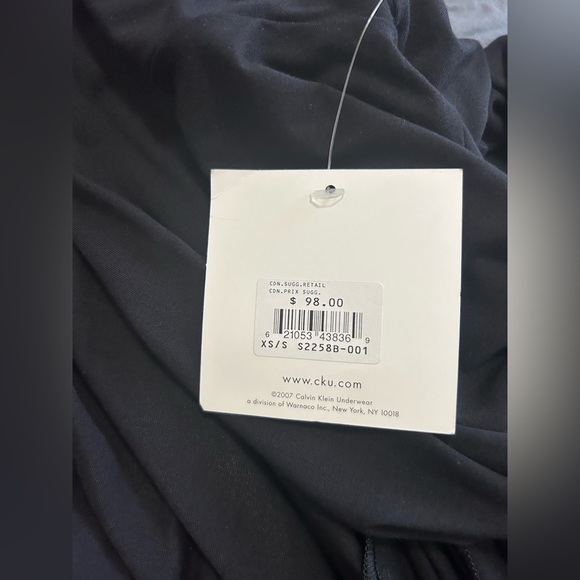 CDN.SUGG.RETAIL
CDN.PRIX SUGG.
$ 98.00
6 21053 43836 9
XS/S S2258B-001
www.cku.com
©2007 Calvin Klein Underwear
a division of Warnaco Inc., New York, NY 10018